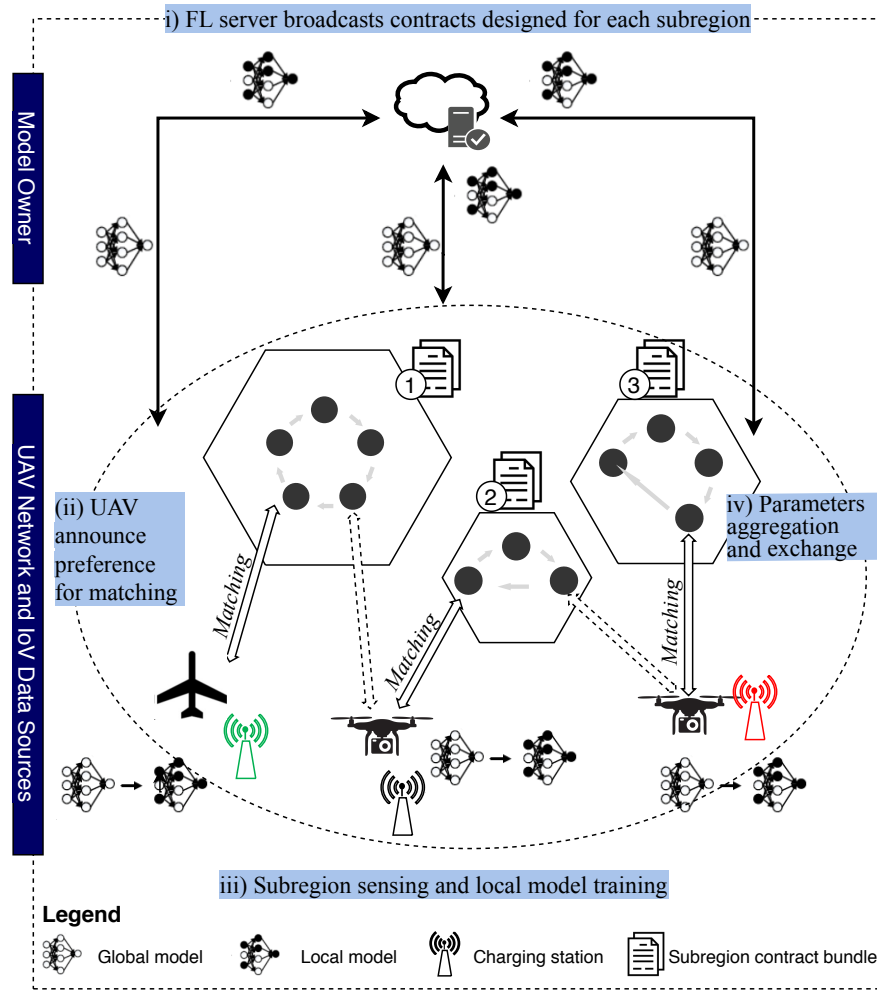 i) FL server broadcasts contracts designed for each subregion
Model Owner
UAV Network and IoV Data Sources
1
3
2
(ii) UAV
announce
preference
for matching
iv) Parameters
aggregation
and exchange
Matching
Matching
Matching
iii) Subregion sensing and local model training
Legend
Global model
Local model
Charging station
Subregion contract bundle